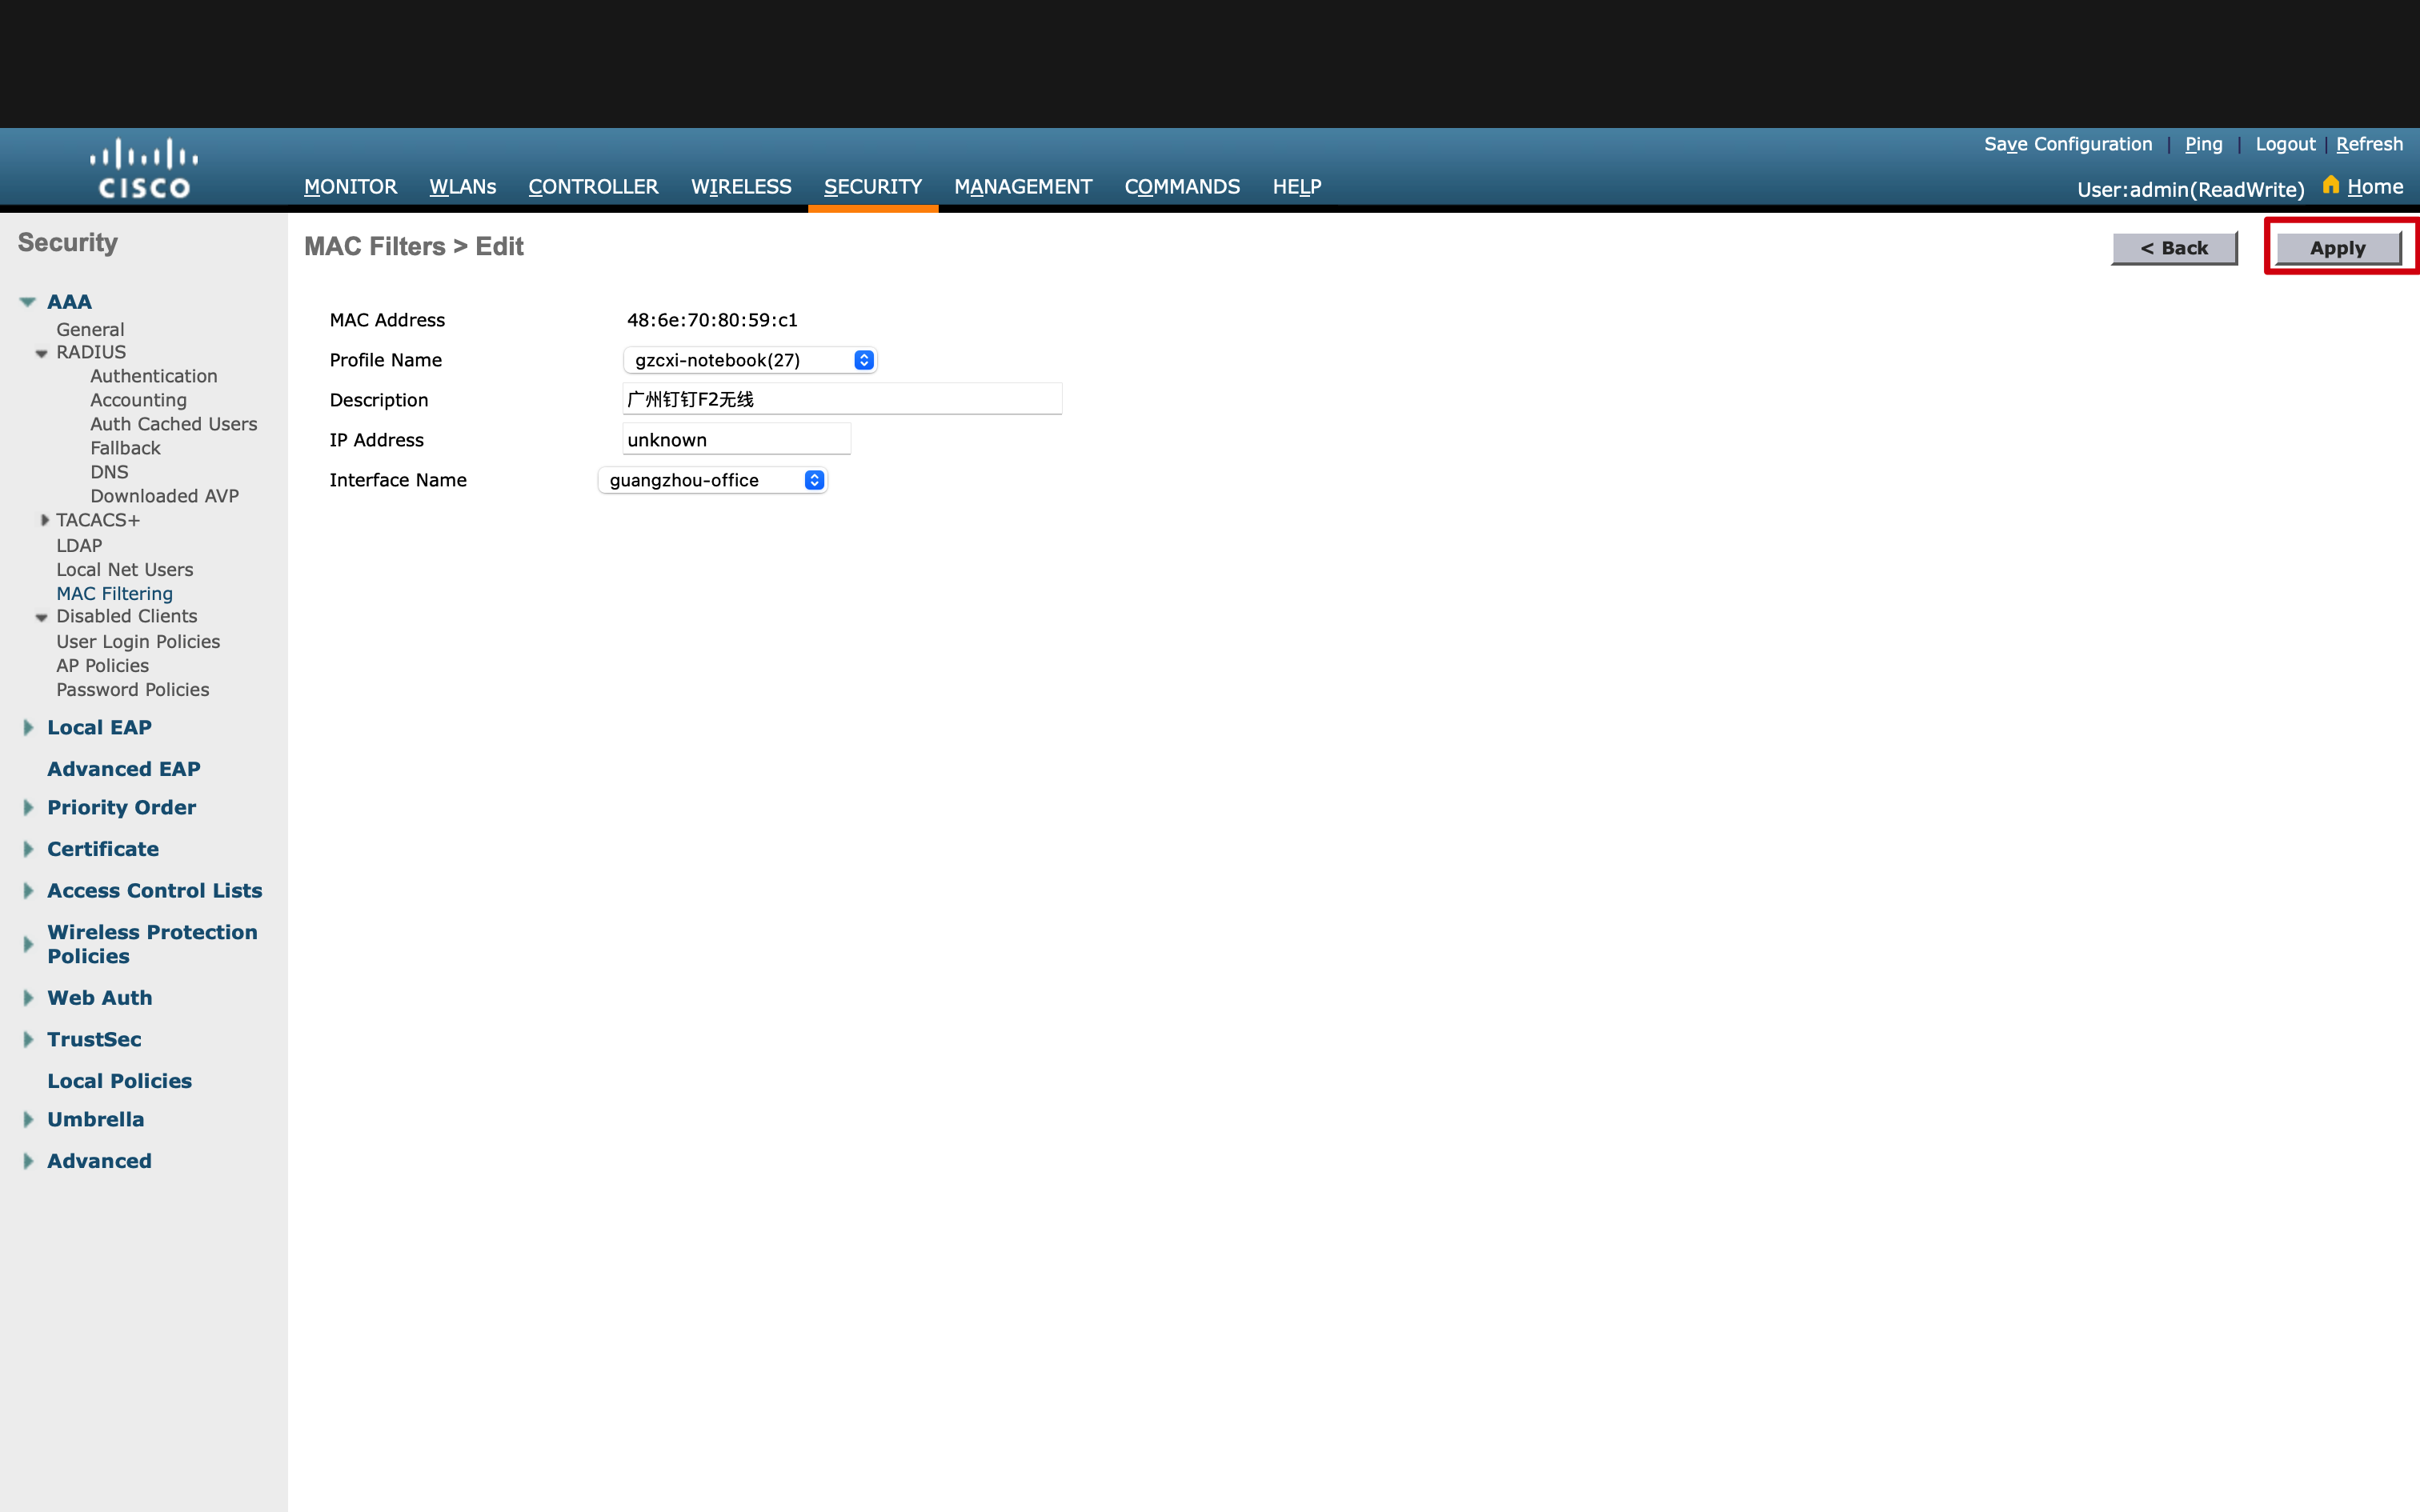 Save Configuration | Ping | Logout | Refresh
CISCO
MONITOR WLANs CONTROLLER WIRELESS SECURITY MANAGEMENT COMMANDS HELP
User:admin(ReadWrite) Home
Security
AAA
General
RADIUS
Authentication
Accounting
Auth Cached Users
Fallback
DNS
Downloaded AVP
TACACS+
LDAP
Local Net Users
MAC Filtering
Disabled Clients
User Login Policies
AP Policies
Password Policies
Local EAP
Advanced EAP
Priority Order
Certificate
Access Control Lists
Wireless Protection
Policies
Web Auth
TrustSec
Local Policies
Umbrella
Advanced
MAC Filters > Edit
< Back
Apply
MAC Address 48:6e:70:80:59:c1
Profile Name gzcxi-notebook(27)
Description 广州钉钉F2无线
IP Address unknown
Interface Name guangzhou-office